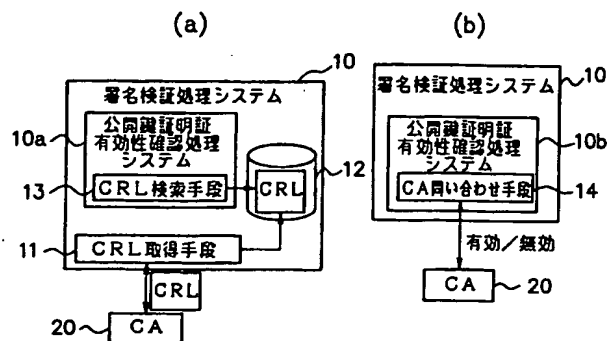 (a)
10
署名検証処理システム
10a
公開鍵証明証
有効性確認処理
システム
13
CRL検索手段
CRL
12
11
CRL取得手段
CRL
20
CA
(b)
10
署名検証処理システム
公開鍵証明証
有効性確認処理
システム
10b
CA問い合わせ手段
14
有効/無効
CA
20